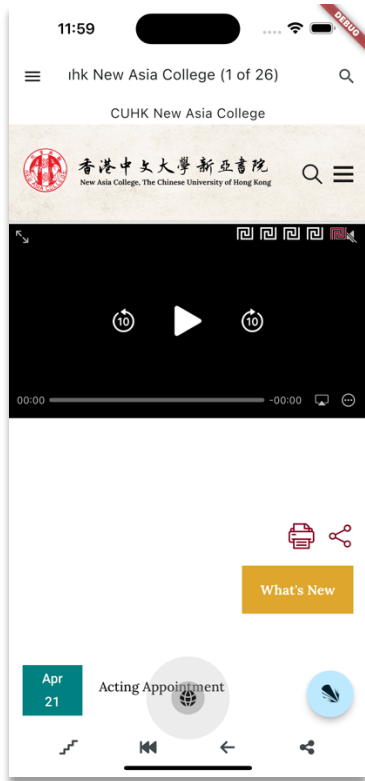 11:59
DEBUG
ıhk New Asia College (1 of 26)
CUHK New Asia College
香港中文大學新亞書院
New Asia College, The Chinese University of Hong Kong
10
10
00:00
-00:00
What's New
Apr
21
Acting Appointment